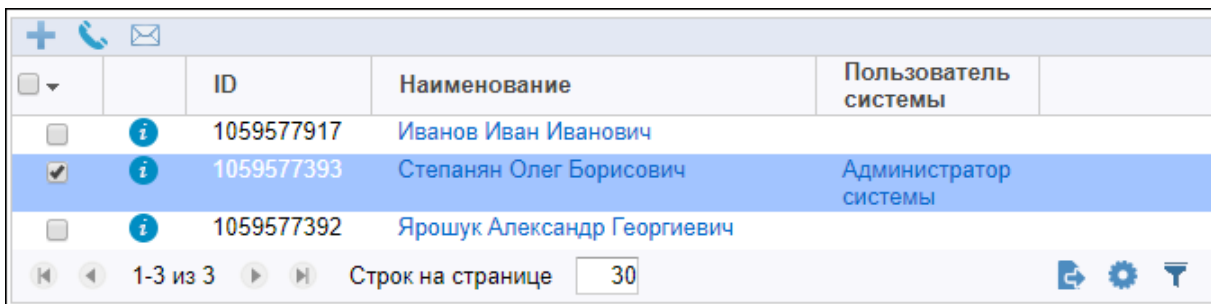 ID Наименование Пользователь системы
1059577917 Иванов Иван Иванович
1059577393 Степанян Олег Борисович Администратор системы
1059577392 Ярошук Александр Георгиевич
1-3 из 3 Строк на странице 30